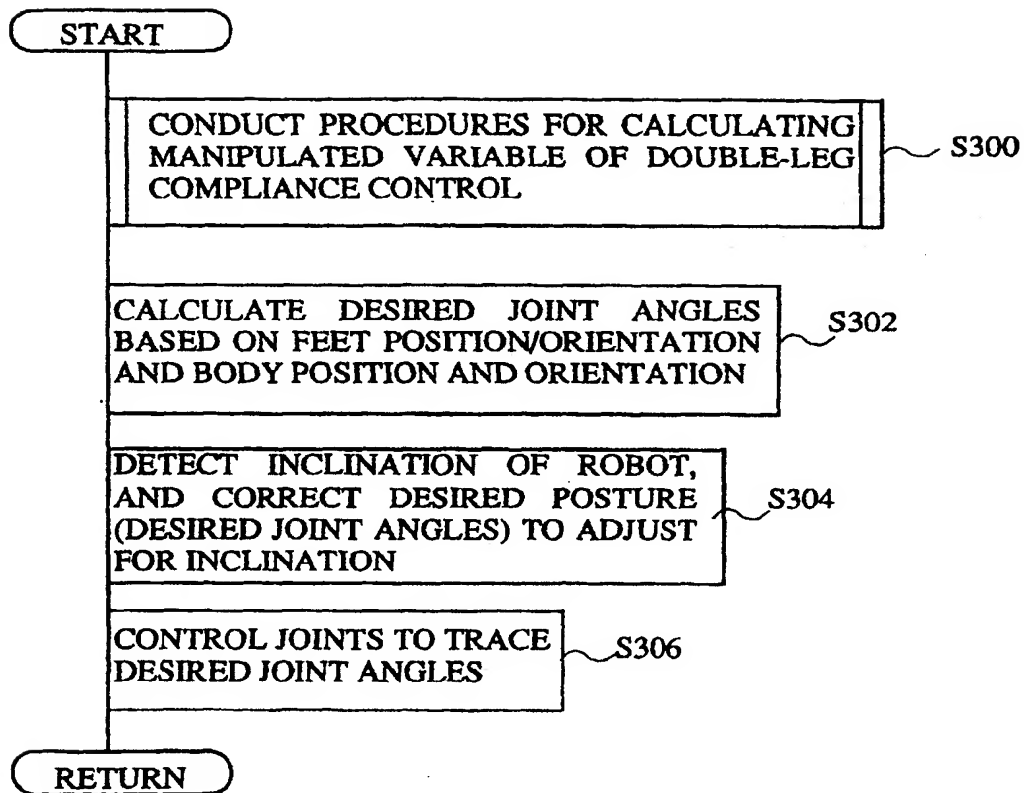 START
CONDUCT PROCEDURES FOR CALCULATING
MANIPULATED VARIABLE OF DOUBLE-LEG
COMPLIANCE CONTROL
S300
CALCULATE DESIRED JOINT ANGLES
BASED ON FEET POSITION/ORIENTATION
AND BODY POSITION AND ORIENTATION
S302
DETECT INCLINATION OF ROBOT,
AND CORRECT DESIRED POSTURE
(DESIRED JOINT ANGLES) TO ADJUST
FOR INCLINATION
S304
CONTROL JOINTS TO TRACE
DESIRED JOINT ANGLES
S306
RETURN